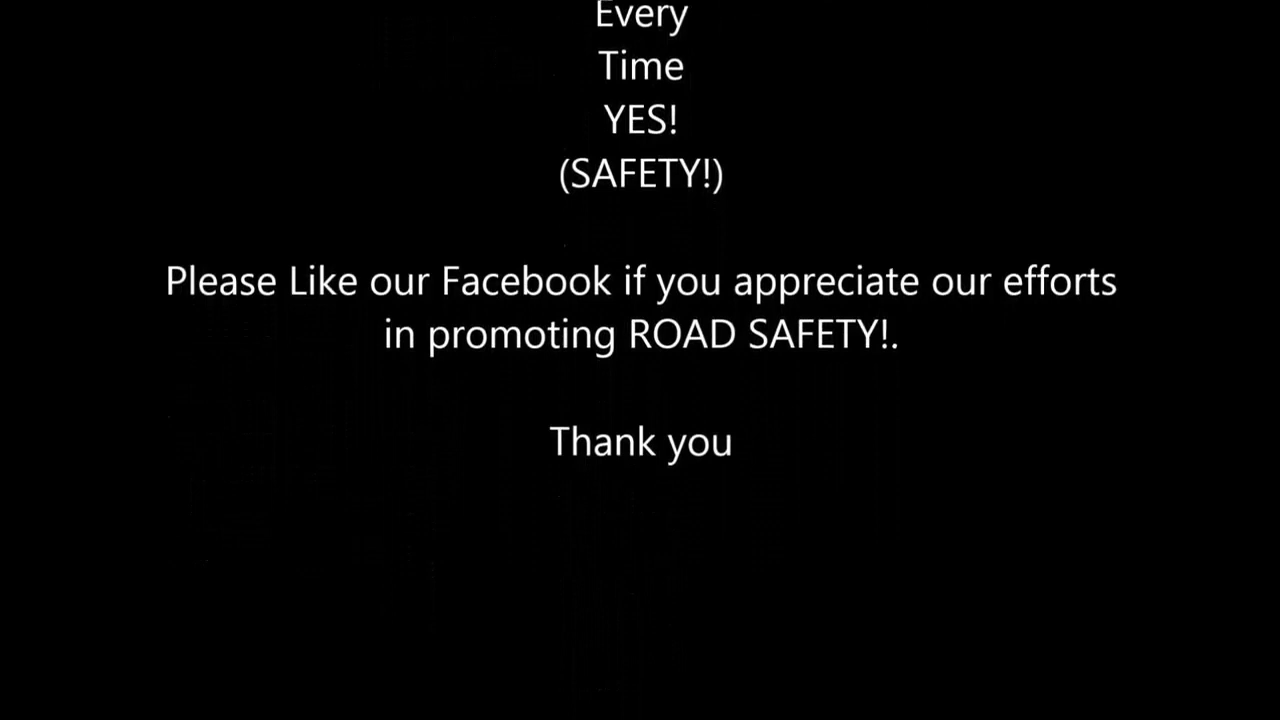 Every
Time
YES!
(SAFETY!)
Please Like our Facebook if you appreciate our efforts
in promoting ROAD SAFETY!.
Thank you